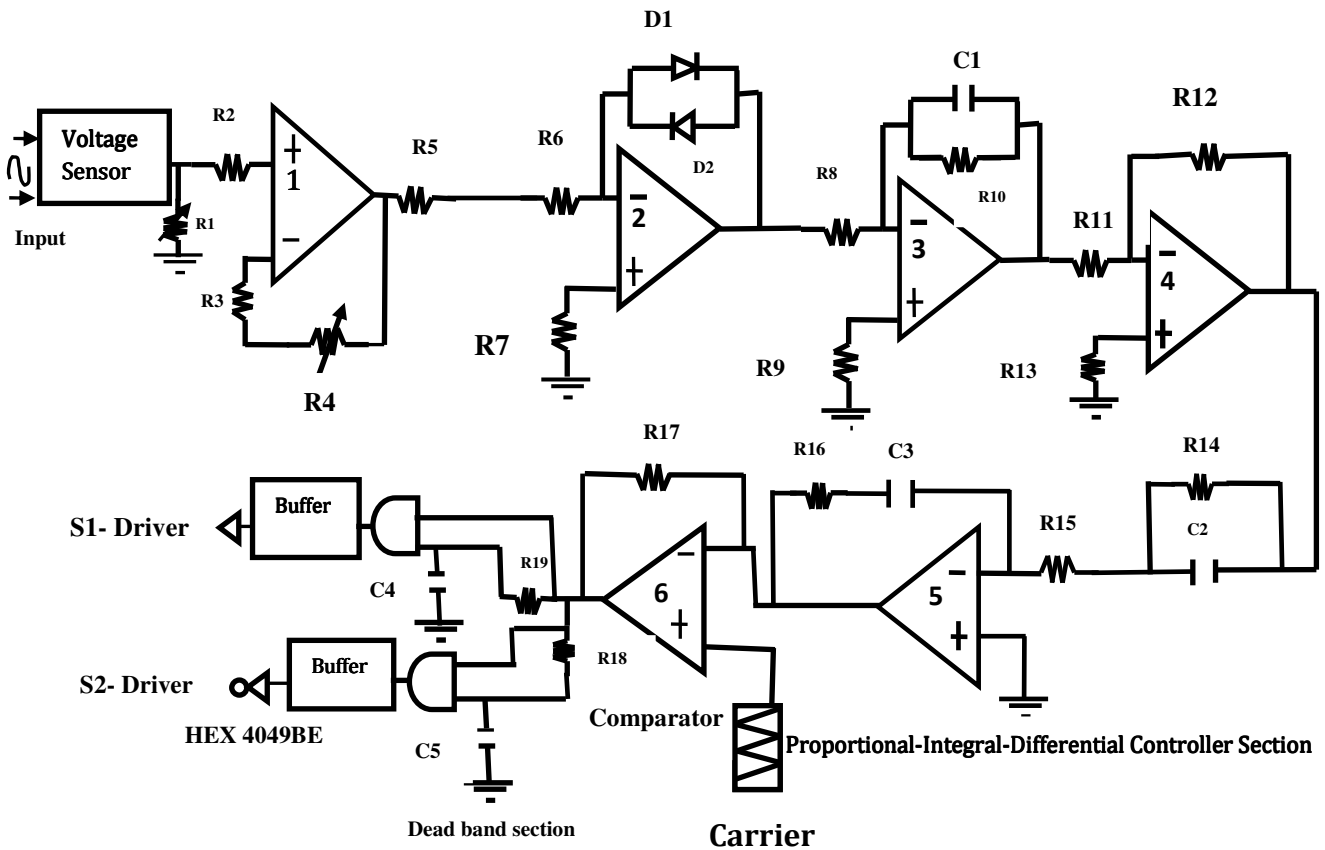 D1
C1
R12
Voltage
Sensor
R2
R5
R6
D2
R8
R10
R11
+
1
−
2
−
+
3
−
+
4
−
+
R1
Input
R3
R4
R7
R9
R13
R17
R16
C3
R14
R15
C2
Buffer
S1- Driver
C4
R19
6
−
+
5
−
+
Buffer
R18
S2- Driver
HEX 4049BE
C5
Comparator
Proportional-Integral-Differential Controller Section
Dead band section
Carrier